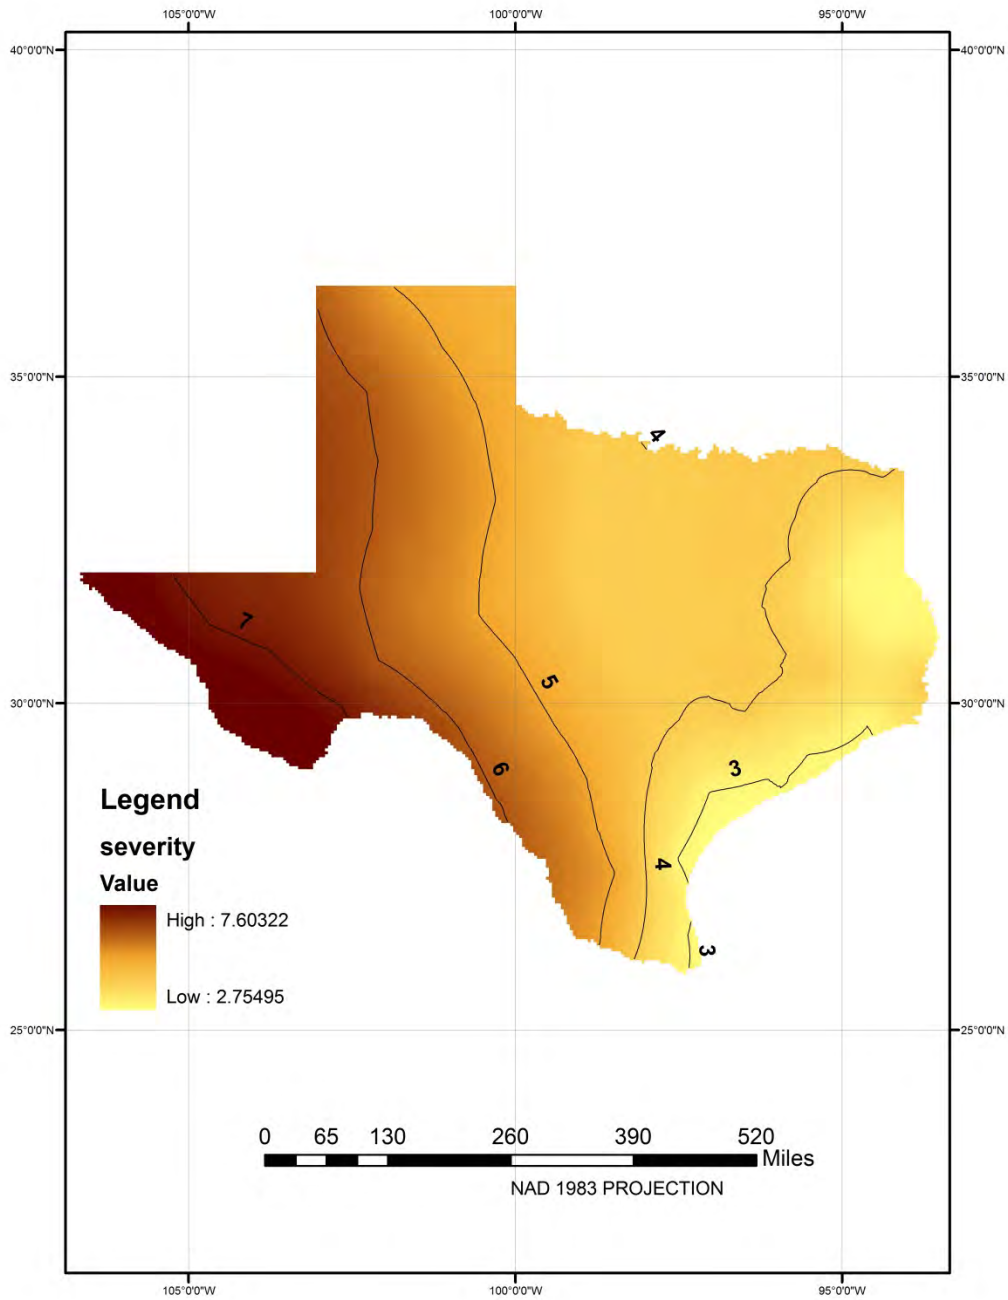 105°0'0"W 100°0'0"W 95°0'0"W
40°0'0"N 40°0'0"N
35°0'0"N 35°0'0"N
4
7
5
30°0'0"N 30°0'0"N
6
3
4
3
Legend
severity
Value
High : 7.60322
Low : 2.75495
25°0'0"N 25°0'0"N
0 65 130 260 390 520
Miles
NAD 1983 PROJECTION
105°0'0"W 100°0'0"W 95°0'0"W